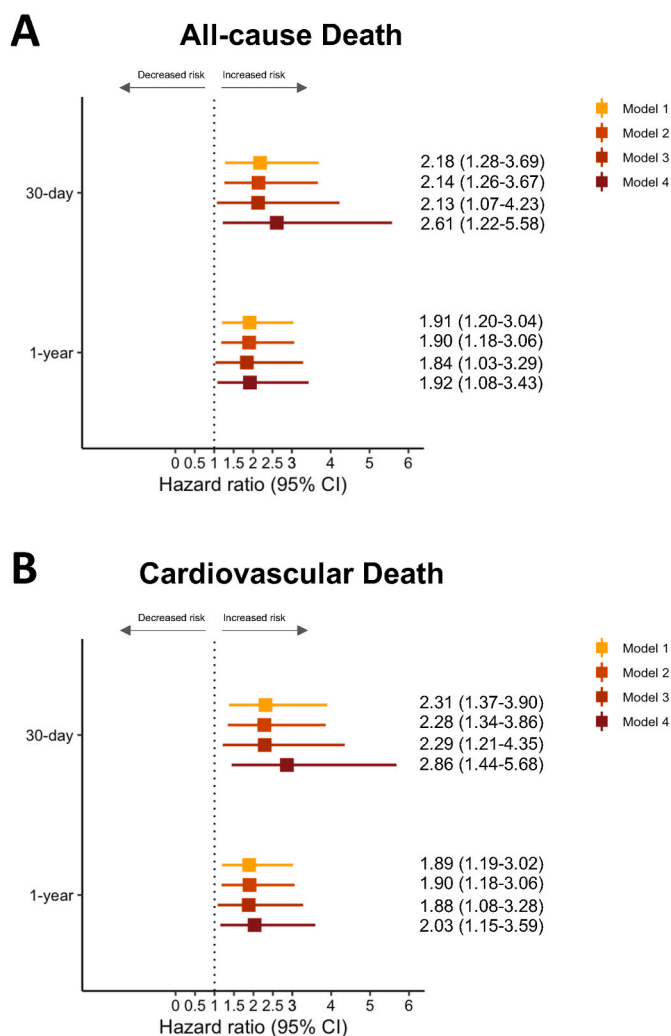 A
All-cause Death
Decreased risk
Increased risk
Model 1
Model 2
Model 3
Model 4
30-day
2.18 (1.28-3.69)
2.14 (1.26-3.67)
2.13 (1.07-4.23)
2.61 (1.22-5.58)
1-year
1.91 (1.20-3.04)
1.90 (1.18-3.06)
1.84 (1.03-3.29)
1.92 (1.08-3.43)
0 0.5 1 1.5 2 2.5 3 4 5 6
Hazard ratio (95% CI)
B
Cardiovascular Death
Decreased risk
Increased risk
Model 1
Model 2
Model 3
Model 4
30-day
2.31 (1.37-3.90)
2.28 (1.34-3.86)
2.29 (1.21-4.35)
2.86 (1.44-5.68)
1-year
1.89 (1.19-3.02)
1.90 (1.18-3.06)
1.88 (1.08-3.28)
2.03 (1.15-3.59)
0 0.5 1 1.5 2 2.5 3 4 5 6
Hazard ratio (95% CI)